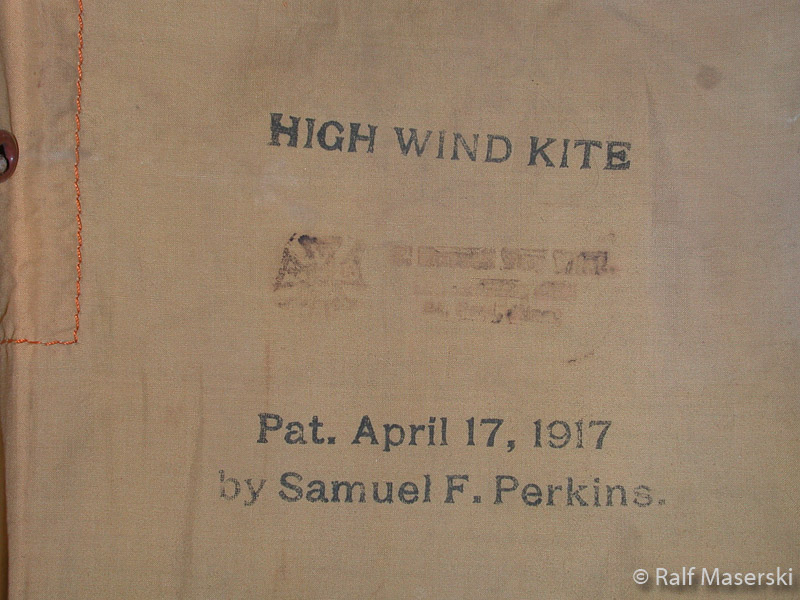 HIGH WIND KITE
Pat. April 17, 1917
by Samuel F. Perkins.
© Ralf Maserski